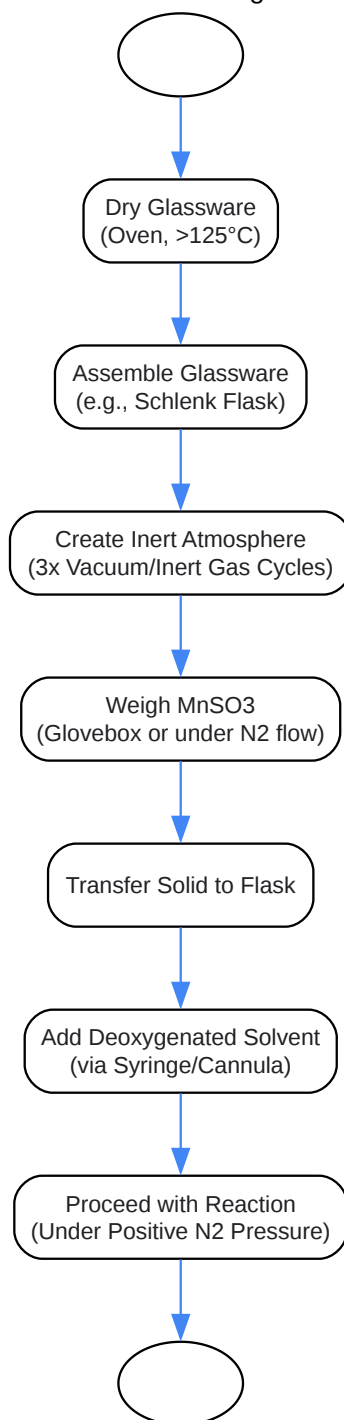 Dry Glassware
(Oven, >125°C)
Assemble Glassware
(e.g., Schlenk Flask)
Create Inert Atmosphere
(3x Vacuum/Inert Gas Cycles)
Weigh MnSO3
(Glovebox or under N2 flow)
Transfer Solid to Flask
Add Deoxygenated Solvent
(via Syringe/Cannula)
Proceed with Reaction
(Under Positive N2 Pressure)